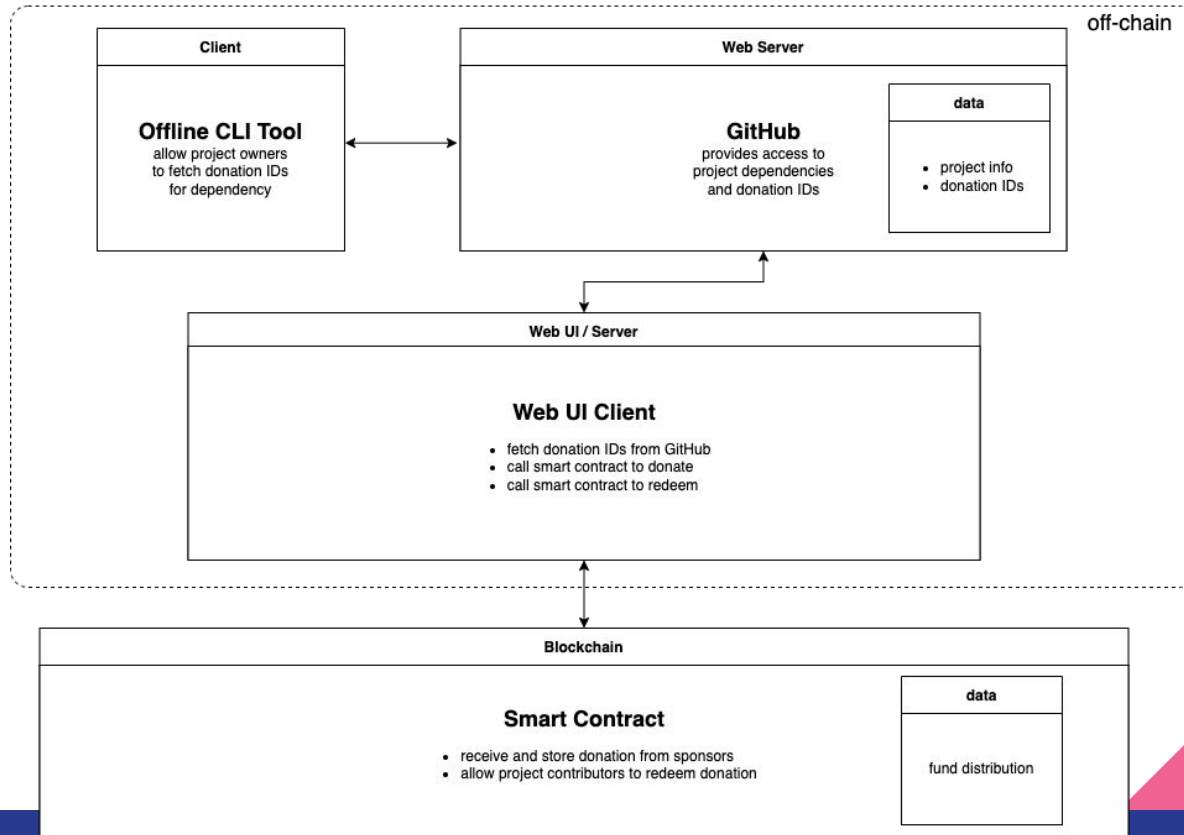 off-chain
Client
Offline CLI Tool
allow project owners
to fetch donation IDs
for dependency
Web Server
GitHub
provides access to
project dependencies
and donation IDs
data
• project info
• donation IDs
Web UI / Server
Web UI Client
• fetch donation IDs from GitHub
• call smart contract to donate
• call smart contract to redeem
Blockchain
Smart Contract
• receive and store donation from sponsors
• allow project contributors to redeem donation
data
fund distribution